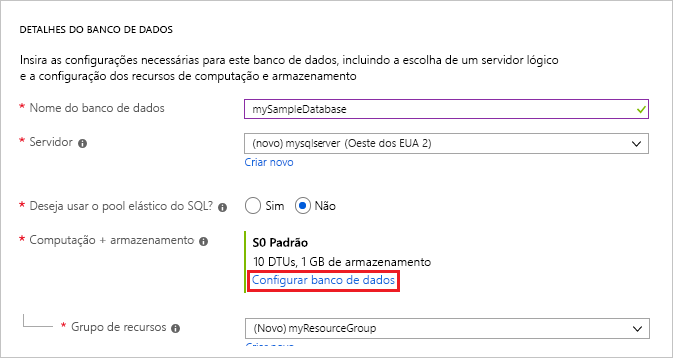 DETALHES DO BANCO DE DADOS
Insira as configurações necessárias para este banco de dados, incluindo a escolha de um servidor lógico
e a configuração dos recursos de computação e armazenamento
* Nome do banco de dados
mySampleDatabase
* Servidor
(novo) mysqlserver (Oeste dos EUA 2)
Criar novo
* Deseja usar o pool elástico do SQL?
Sim
Não
* Computação + armazenamento
S0 Padrão
10 DTUs, 1 GB de armazenamento
Configurar banco de dados
* Grupo de recursos
(Novo) myResourceGroup
Criar novo